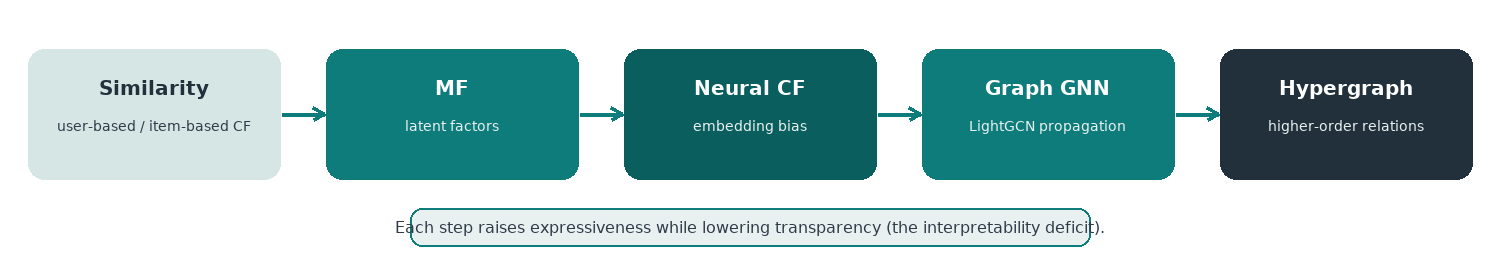 Similarity
user-based / item-based CF
MF
latent factors
Neural CF
embedding bias
Graph GNN
LightGCN propagation
Hypergraph
higher-order relations
Each step raises expressiveness while lowering transparency (the interpretability deficit).